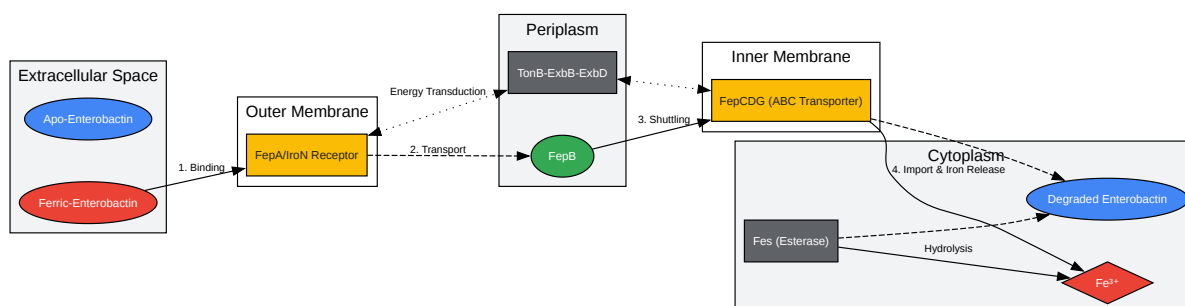 Extracellular Space
Apo-Enterobactin
Ferric-Enterobactin
1. Binding
Outer Membrane
FepA/IroN Receptor
Energy Transduction
2. Transport
Periplasm
TonB-ExbB-ExbD
FepB
3. Shuttling
Inner Membrane
FepCDG (ABC Transporter)
Cytoplasm
4. Import & Iron Release
Degraded Enterobactin
Fes (Esterase)
Hydrolysis
Fe³⁺